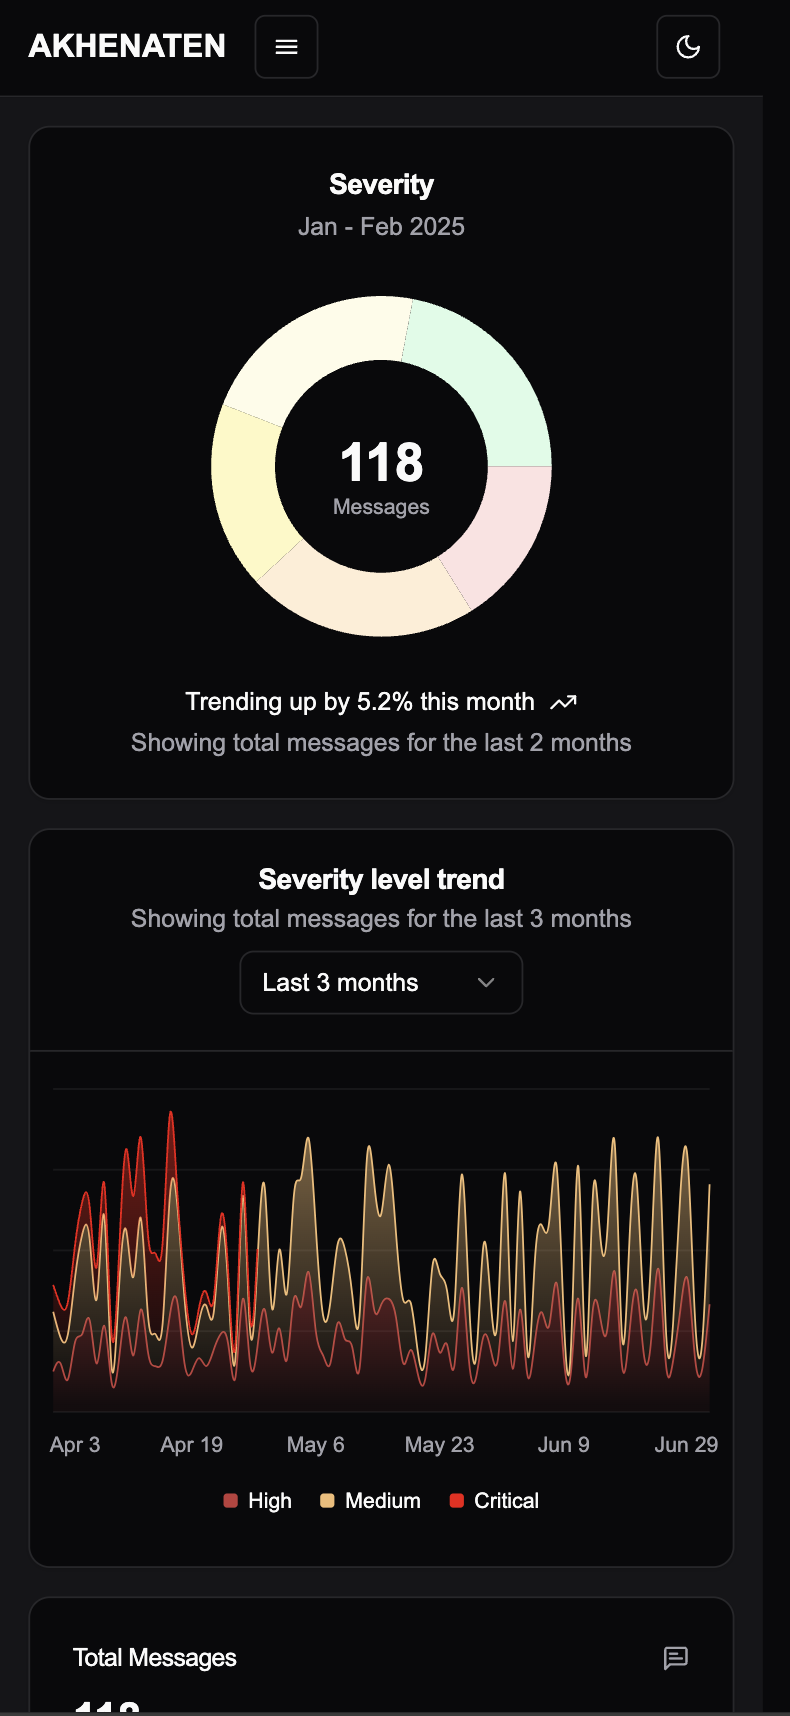 AKHENATEN
Severity
Jan - Feb 2025
118
Messages
Trending up by 5.2% this month
Showing total messages for the last 2 months
Severity level trend
Showing total messages for the last 3 months
Last 3 months
Apr 3 Apr 19 May 6 May 23 Jun 9 Jun 29
High Medium Critical
Total Messages
118